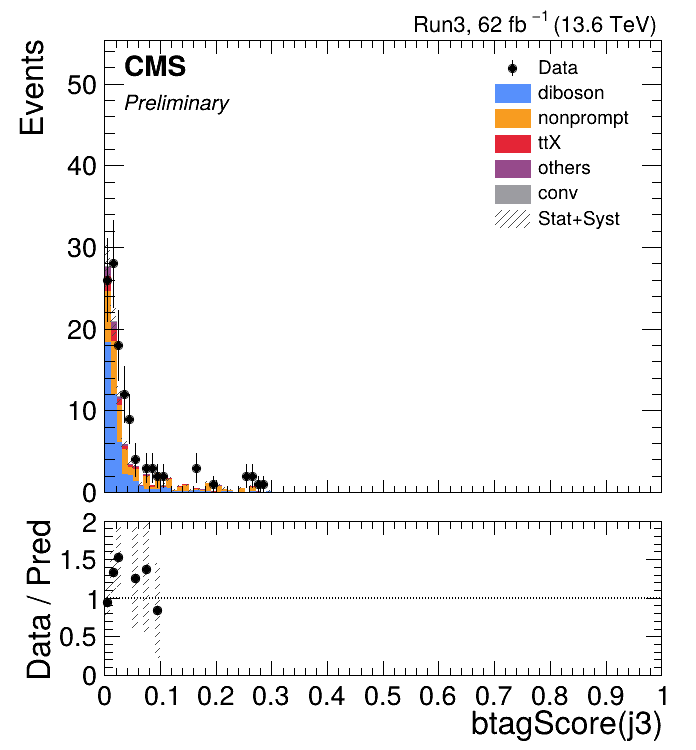 Run3, 62 fb⁻¹ (13.6 TeV)
CMS
Preliminary
Data
diboson
nonprompt
ttX
others
conv
Stat+Syst
Events
50
40
30
20
10
0
Data / Pred
2
1.5
1
0.5
0
0 0.1 0.2 0.3 0.4 0.5 0.6 0.7 0.8 0.9 1
btagScore(j3)